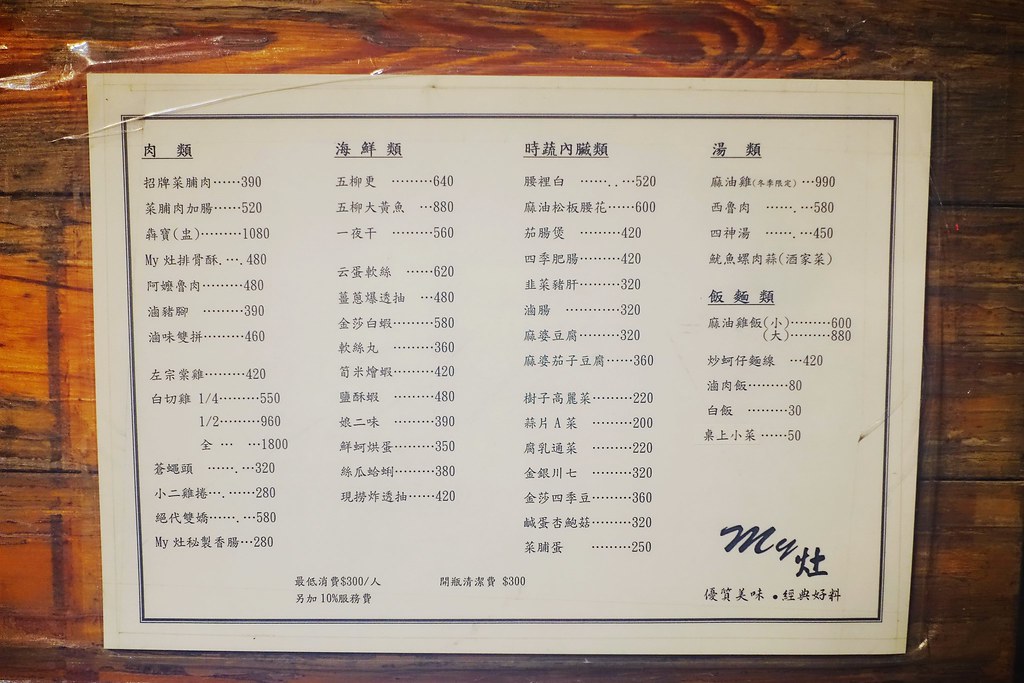 肉 類
招牌菜脯肉······390
菜脯肉加腸······520
犇寶(盅)·········1080
My 灶排骨酥.···.480
阿嬤魯肉·········480
滷豬腳 ·········390
滷味雙拼·········460
左宗棠雞·········420
白切雞 1/4·········550
1/2·········960
全 ··· ···1800
蒼蠅頭 ······.···320
小二雞捲···.······280
絕代雙嬌······.···580
My 灶秘製香腸···280
海 鮮 類
五柳更 ·········640
五柳大黃魚 ···880
一夜干 ·········560
云蛋軟絲 ······620
薑蔥爆透抽 ···480
金莎白蝦·········580
軟絲丸 ·········360
筍米燴蝦·········420
鹽酥蝦 ·········480
娘二味 ·········390
鮮蚵烘蛋·········350
絲瓜蛤蜊·········380
現撈炸透抽······420
時蔬內臟類
腰裡白 ······..···520
麻油松板腰花······600
茄腸煲 ·········420
四季肥腸·········420
韭菜豬肝·········320
滷腸 ············320
麻婆豆腐·········320
麻婆茄子豆腐······360
樹子高麗菜·········220
蒜片A菜 ·········200
腐乳通菜 ·········220
金銀川七 ·········320
金莎四季豆·········360
鹹蛋杏鮑菇·········320
菜脯蛋 ·········250
湯 類
麻油雞(冬季限定) ···990
西魯肉 ······.···580
四神湯 ······.···450
魷魚螺肉蒜(酒家菜)
飯 麵 類
麻油雞飯(小)·········600
(大)·········880
炒蚵仔麵線 ···420
滷肉飯·········80
白飯 ·········30
桌上小菜 ······50
My 灶
優質美味 ● 經典好料
最低消費$300/人 開瓶清潔費 $300
另加10%服務費